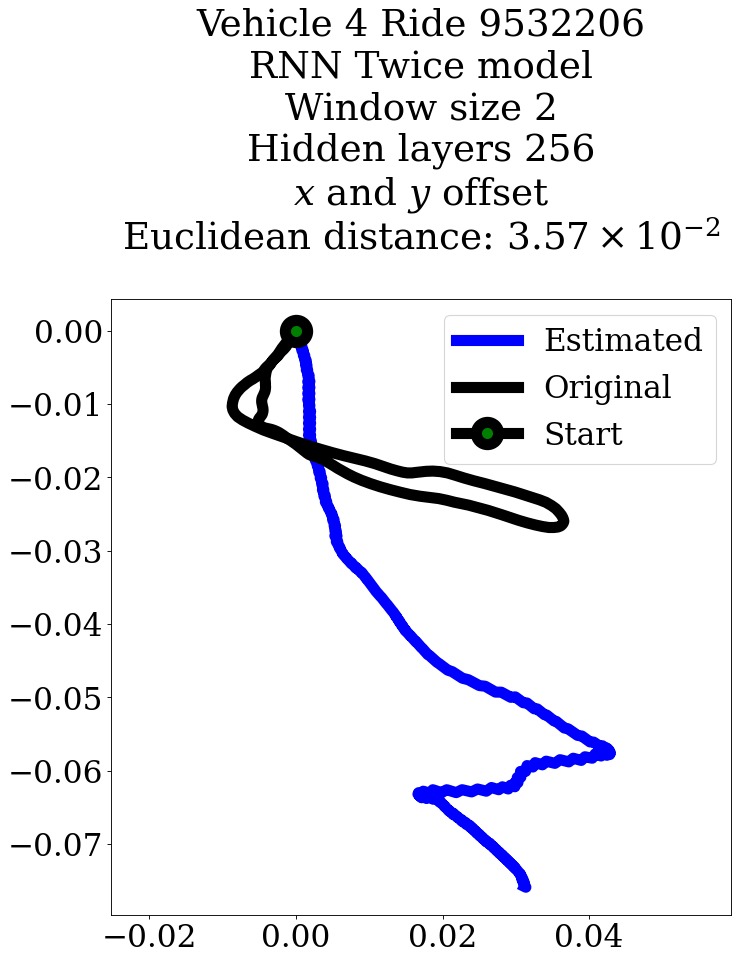 Vehicle 4 Ride 9532206
RNN Twice model
Window size 2
Hidden layers 256
x and y offset
Euclidean distance: 3.57 × 10⁻²
Estimated
Original
Start
0.00
−0.01
−0.02
−0.03
−0.04
−0.05
−0.06
−0.07
−0.02 0.00 0.02 0.04